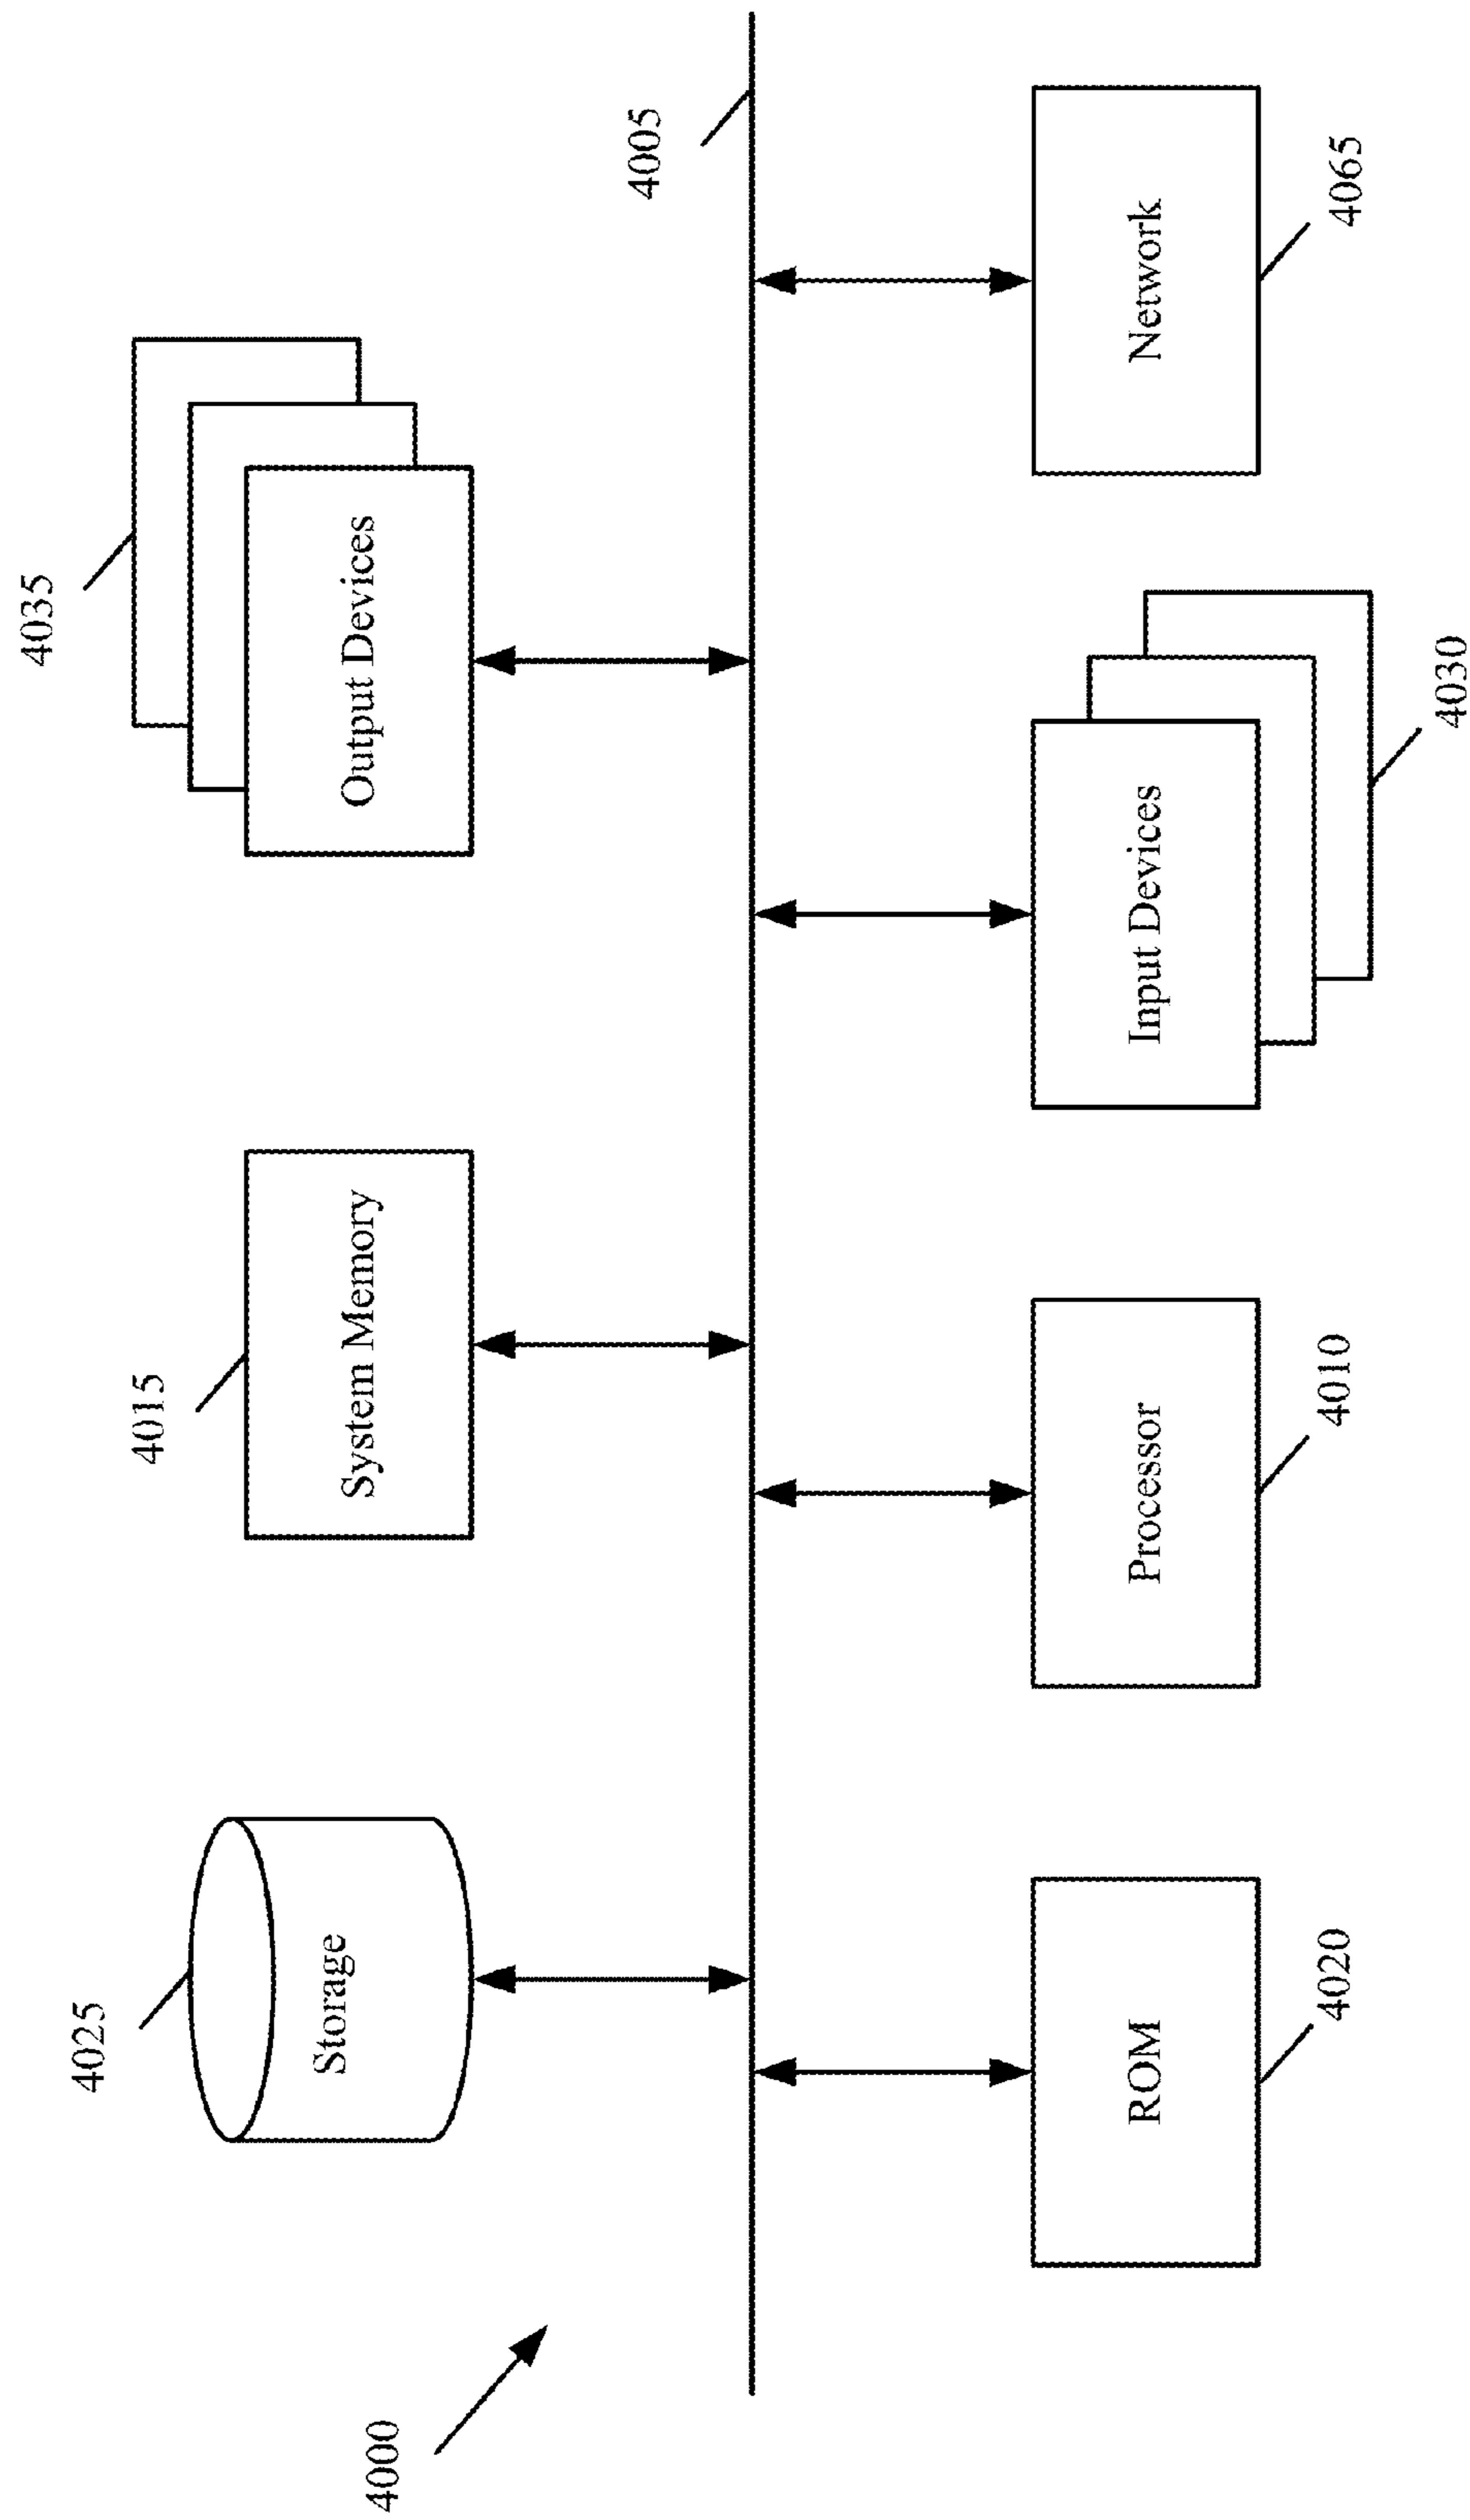 4025
4015
4035
Storage
System Memory
Output Devices
4000
4005
ROM
Processor
Input Devices
Network
4020
4010
4030
4065